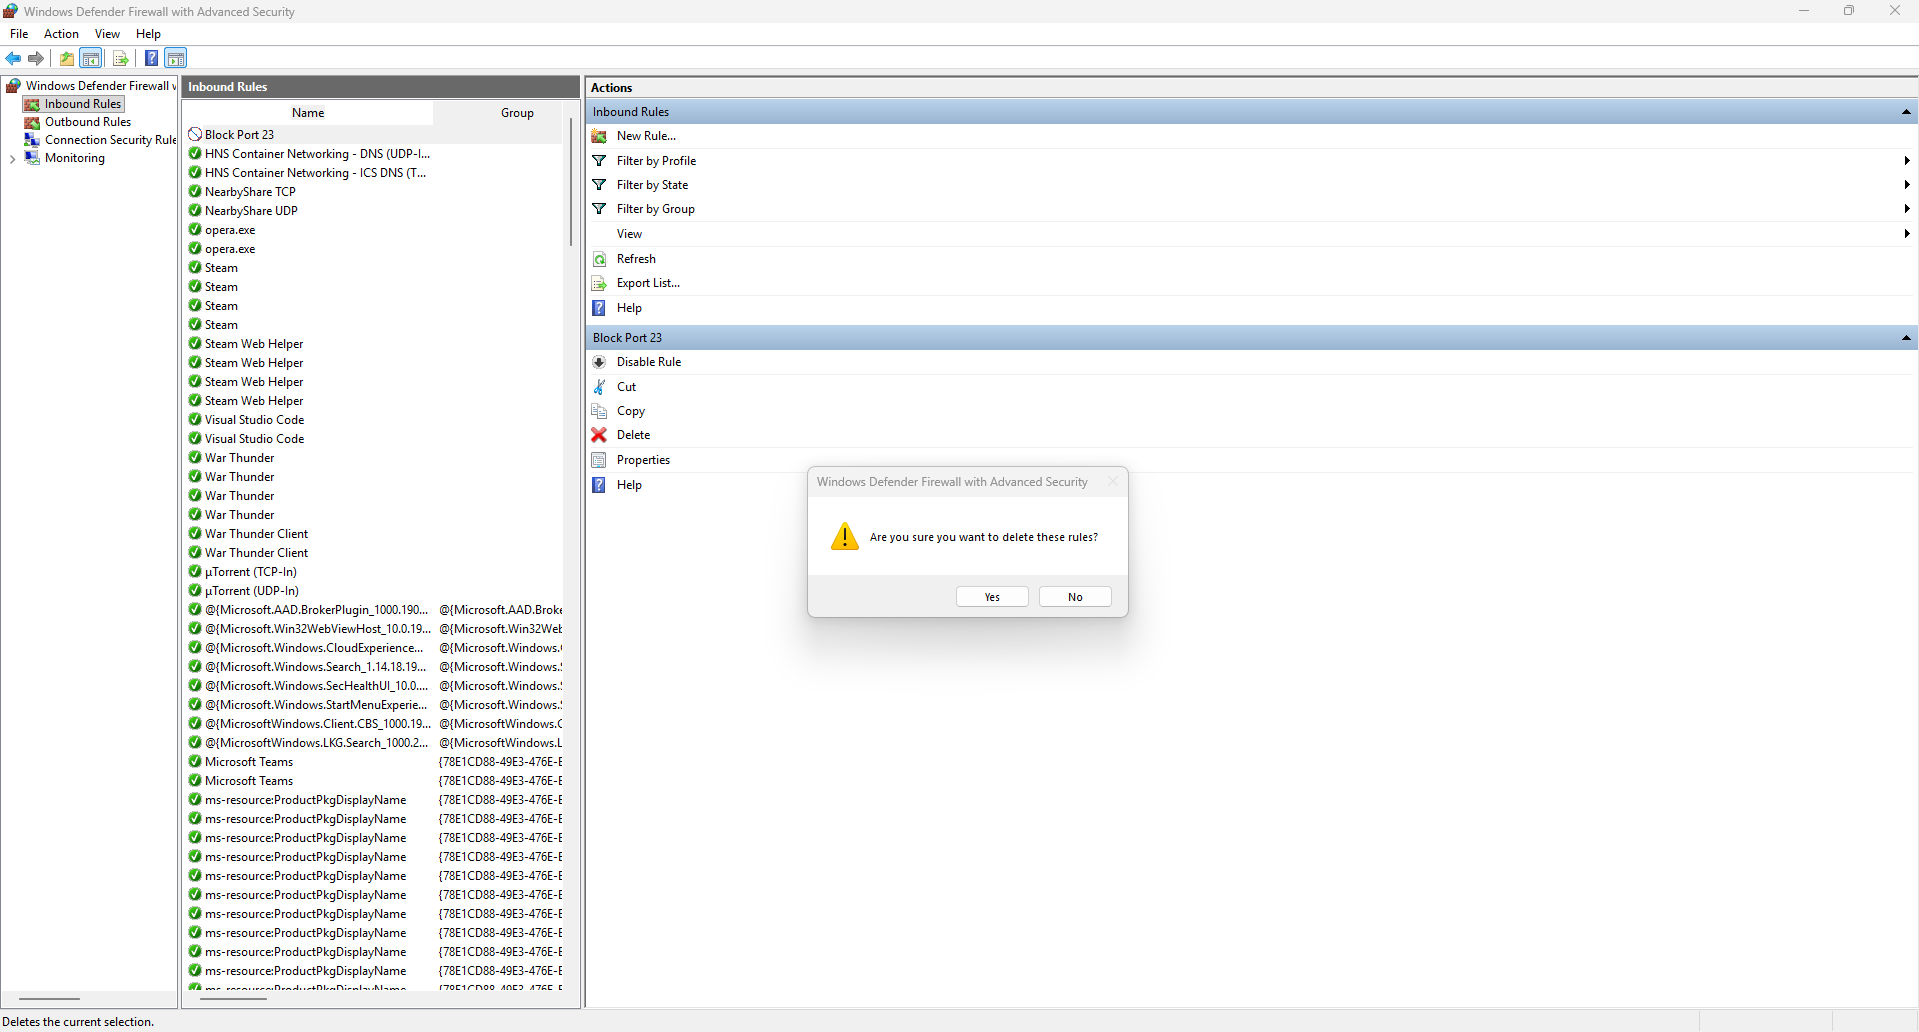 Windows Defender Firewall with Advanced Security
File Action View Help
Windows Defender Firewall
Inbound Rules
Outbound Rules
Connection Security Rule
Monitoring
Inbound Rules
Name Group
Block Port 23
HNS Container Networking - DNS (UDP-I...
HNS Container Networking - ICS DNS (T...
NearbyShare TCP
NearbyShare UDP
opera.exe
opera.exe
Steam
Steam
Steam
Steam
Steam Web Helper
Steam Web Helper
Steam Web Helper
Steam Web Helper
Visual Studio Code
Visual Studio Code
War Thunder
War Thunder
War Thunder
War Thunder
War Thunder Client
War Thunder Client
µTorrent (TCP-In)
µTorrent (UDP-In)
@{Microsoft.AAD.BrokerPlugin_1000.190... @{Microsoft.AAD.Broke
@{Microsoft.Win32WebViewHost_10.0.19... @{Microsoft.Win32Web
@{Microsoft.Windows.CloudExperience... @{Microsoft.Windows.
@{Microsoft.Windows.Search_1.14.18.19... @{Microsoft.Windows.
@{Microsoft.Windows.SecHealthUI_10.0.... @{Microsoft.Windows.
@{Microsoft.Windows.StartMenuExperie... @{Microsoft.Windows.
@{MicrosoftWindows.Client.CBS_1000.19... @{MicrosoftWindows.C
@{MicrosoftWindows.LKG.Search_1000.2... @{MicrosoftWindows.L
Microsoft Teams {78E1CD88-49E3-476E-B
Microsoft Teams {78E1CD88-49E3-476E-B
ms-resource:ProductPkgDisplayName {78E1CD88-49E3-476E-B
ms-resource:ProductPkgDisplayName {78E1CD88-49E3-476E-B
ms-resource:ProductPkgDisplayName {78E1CD88-49E3-476E-B
ms-resource:ProductPkgDisplayName {78E1CD88-49E3-476E-B
ms-resource:ProductPkgDisplayName {78E1CD88-49E3-476E-B
ms-resource:ProductPkgDisplayName {78E1CD88-49E3-476E-B
ms-resource:ProductPkgDisplayName {78E1CD88-49E3-476E-B
ms-resource:ProductPkgDisplayName {78E1CD88-49E3-476E-B
ms-resource:ProductPkgDisplayName {78E1CD88-49E3-476E-B
ms-resource:ProductPkgDisplayName {78E1CD88-49E3-476E-B
ms-resource:ProductPkgDisplayName {78E1CD88-49E3-476E-B
Actions
Inbound Rules
New Rule...
Filter by Profile
Filter by State
Filter by Group
View
Refresh
Export List...
Help
Block Port 23
Disable Rule
Cut
Copy
Delete
Properties
Help
Windows Defender Firewall with Advanced Security
Are you sure you want to delete these rules?
Yes No
Deletes the current selection.